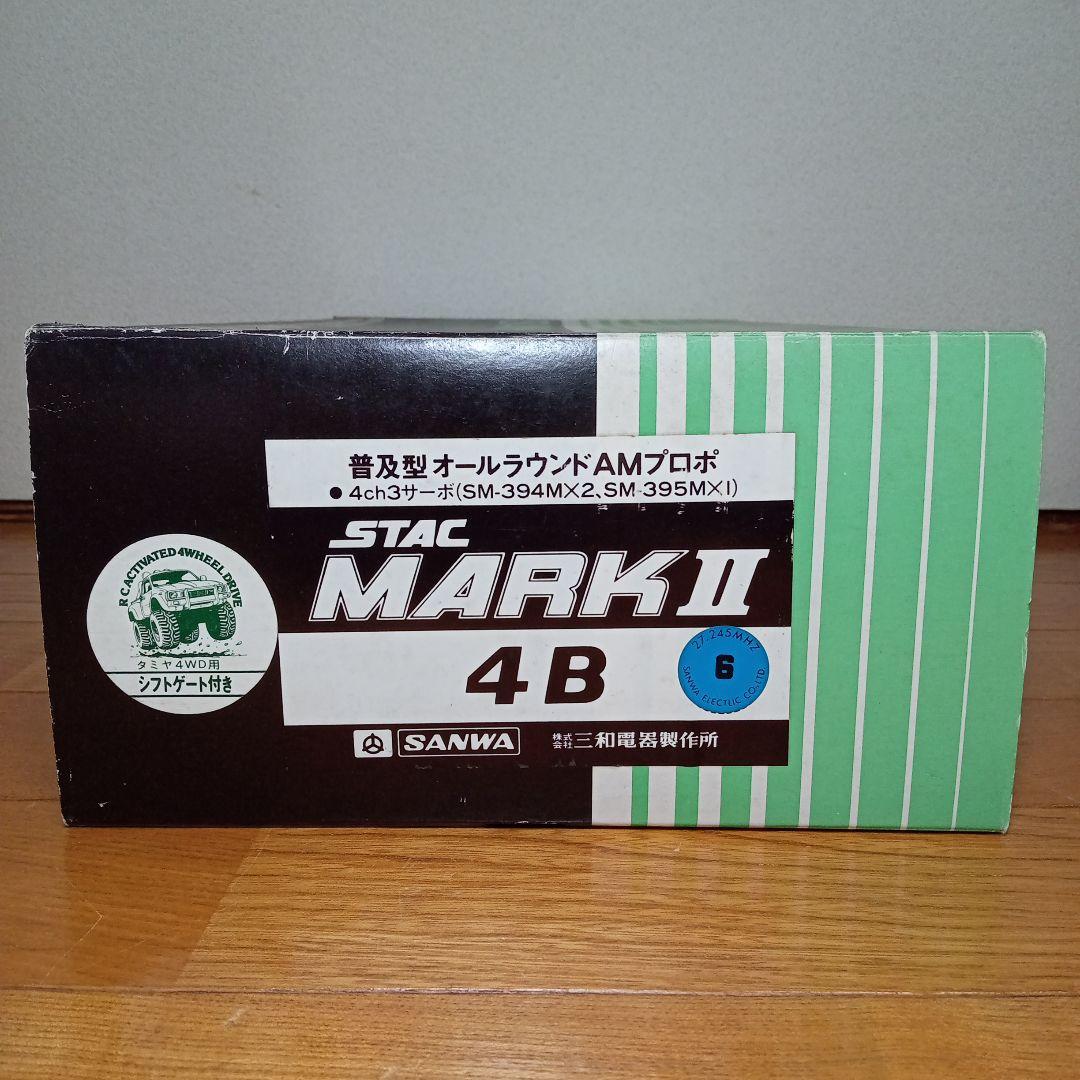 普及型オールラウンドAMプロポ
● 4ch3サーボ(SM-394M×2、SM-395M×1)
STAC
MARK II
4B
27.245MHZ
6
SANWA ELECTLIC CO., LTD.
R C ACTIVATED 4WHEEL DRIVE
タミヤ4WD用
シフトゲート付き
SANWA
株式会社 三和電器製作所